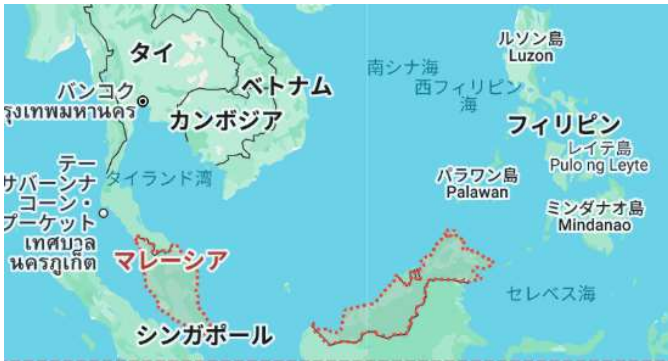 タイ
バンコク
รุงเทพมหานคร
ベトナム
カンボジア
南シナ海
西フィリピン
海
ルソン島
Luzon
フィリピン
レイテ島
Pulo ng Leyte
パラワン島
Palawan
ミンダナオ島
Mindanao
タイランド湾
テー
サバーンナ
コーン・
プーケット
เทศบาล
นครภูเก็ต
マレーシア
シンガポール
セレベス海